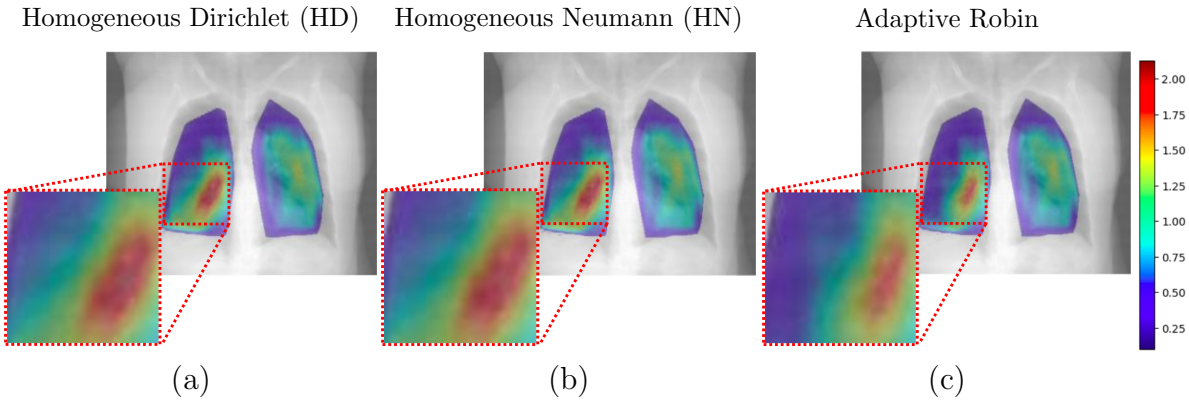 Homogeneous Dirichlet (HD)
Homogeneous Neumann (HN)
Adaptive Robin
2.00
1.75
1.50
1.25
1.00
0.75
0.50
0.25
(a)
(b)
(c)